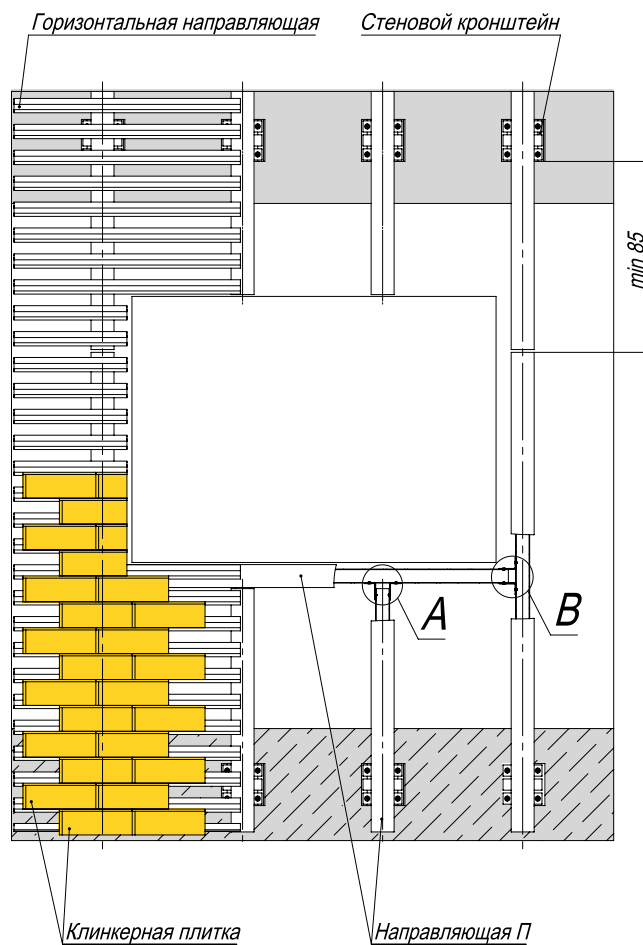 Горизонтальная направляющая
Стеновой кронштейн
min 85
A
B
Клинкерная плитка
Направляющая П